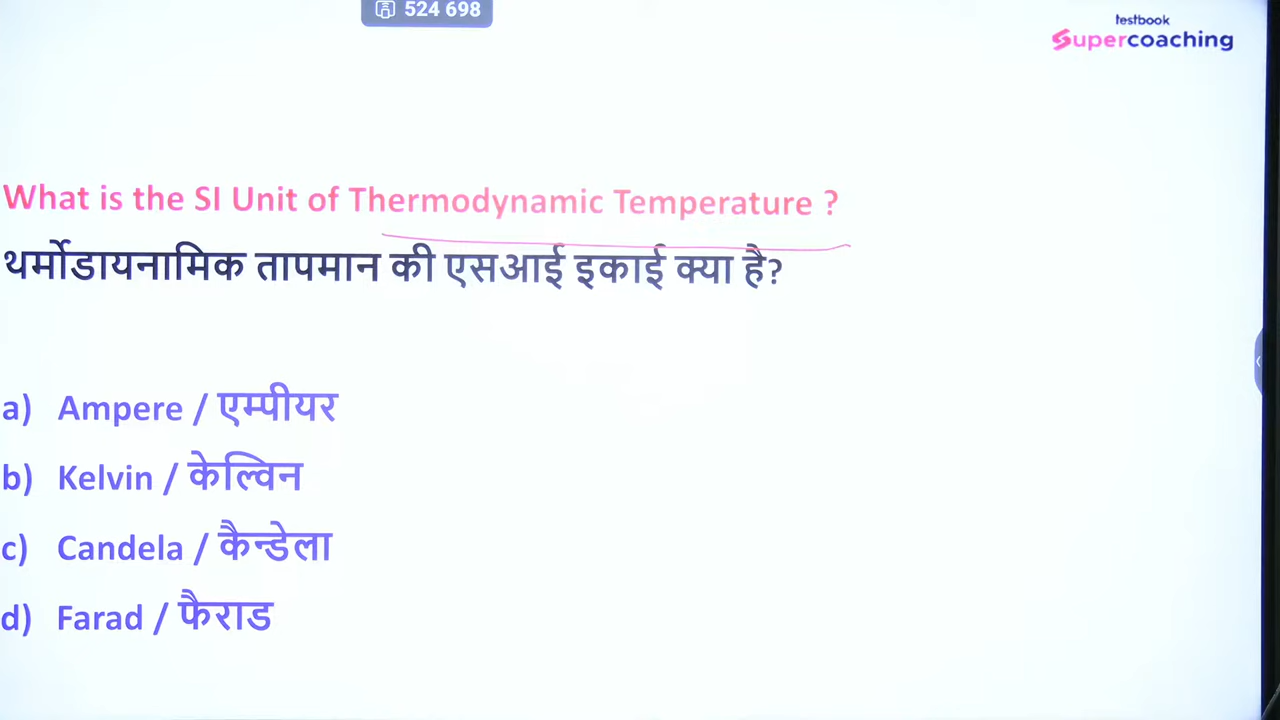 524 698
testbook
Supercoaching
What is the SI Unit of Thermodynamic Temperature ?
थर्मोडायनामिक तापमान की एसआई इकाई क्या है?
a) Ampere / एम्पीयर
b) Kelvin / केल्विन
c) Candela / कैन्डेला
d) Farad / फैराड